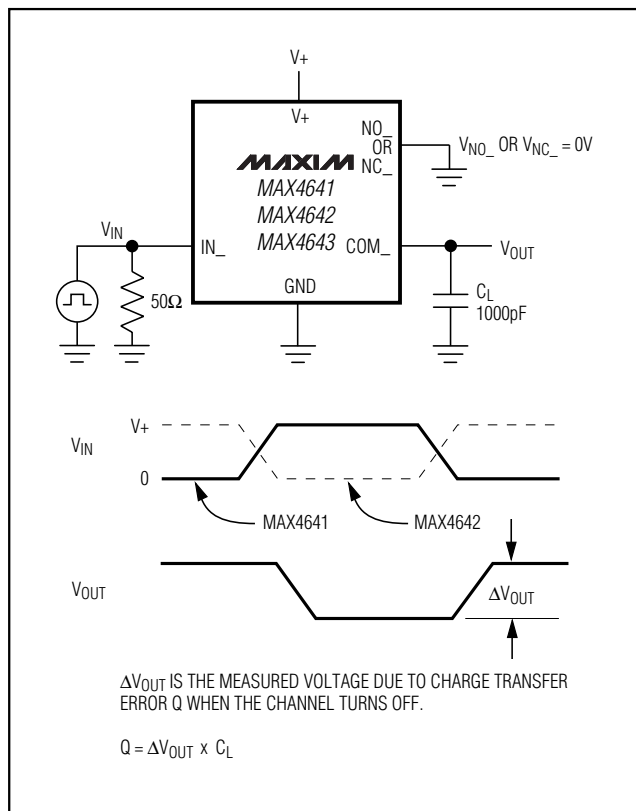 V+
V+
NO_
OR
NC_
V_NO_ OR V_NC_ = 0V
MAXIM
MAX4641
MAX4642
MAX4643
V_IN
IN_
COM_
V_OUT
50Ω
GND
C_L
1000pF
V+
V_IN
0
MAX4641
MAX4642
V_OUT
ΔV_OUT
ΔV_OUT IS THE MEASURED VOLTAGE DUE TO CHARGE TRANSFER
ERROR Q WHEN THE CHANNEL TURNS OFF.
Q = ΔV_OUT x C_L